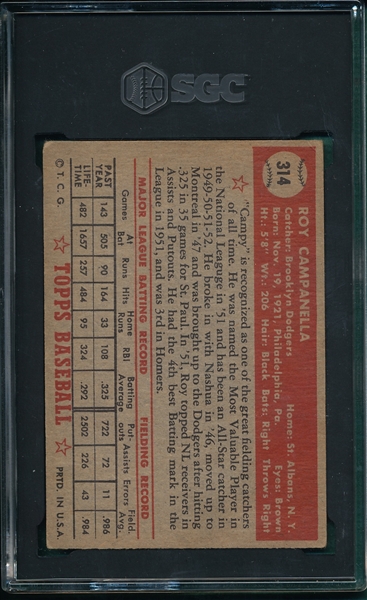 SGC
314
ROY CAMPANELLA
Catcher: Brooklyn Dodgers Home: St. Albans, N. Y.
Born: Nov. 19, 1921, Philadelphia, Pa. Eyes: Brown
Ht.: 5'8" Wt.: 206 Hair: Black Bats: Right Throws Right
"Campy" is recognized as one of the great fielding catchers
of all time. He was named the Most Valuable Player in
the National League in '51 and has been an All-Star catcher in
1949-50-51-52. He broke in with Nashua in '46, moved up to
Montreal in '47 and was brought up to the Dodgers after hitting
.325 in 35 games for St. Paul. In '51, Roy topped NL receivers in
Assists and Putouts. He had the 4th best Batting mark in the
League in 1951, and was 3rd in Homers.
MAJOR LEAGUE BATTING RECORD FIELDING RECORD
Games At Bat Runs Hits Home Runs RBI Batting Average Put-outs Assists Errors Field. Avg.
PAST YEAR 143 505 90 164 33 108 .325 722 72 11 .986
LIFE-TIME 482 1657 257 484 95 324 .292 2502 226 43 .984
© T. C. G. TOPPS BASEBALL PRTD. IN U.S.A.